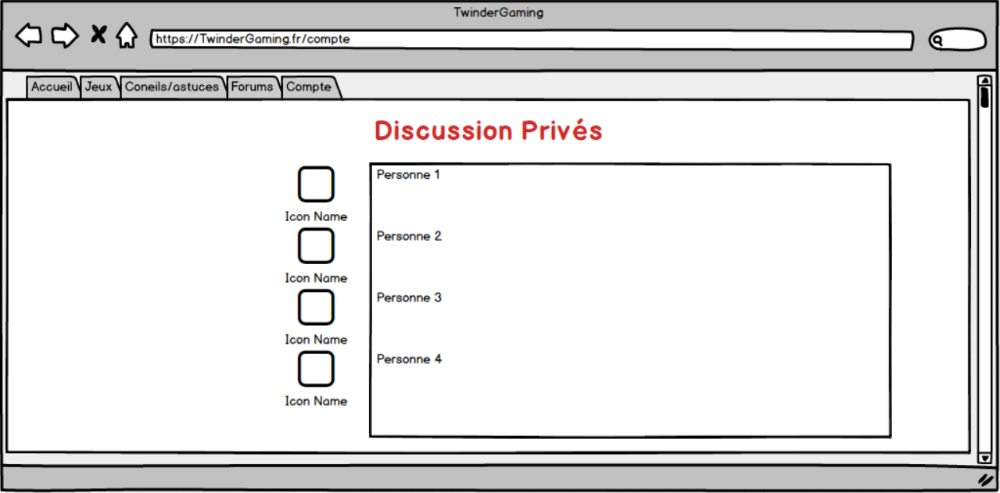 TwinderGaming
https://TwinderGaming.fr/compte
Accueil Jeux Coneils/astuces Forums Compte
Discussion Privés
Personne 1
Icon Name
Personne 2
Icon Name
Personne 3
Icon Name
Personne 4
Icon Name